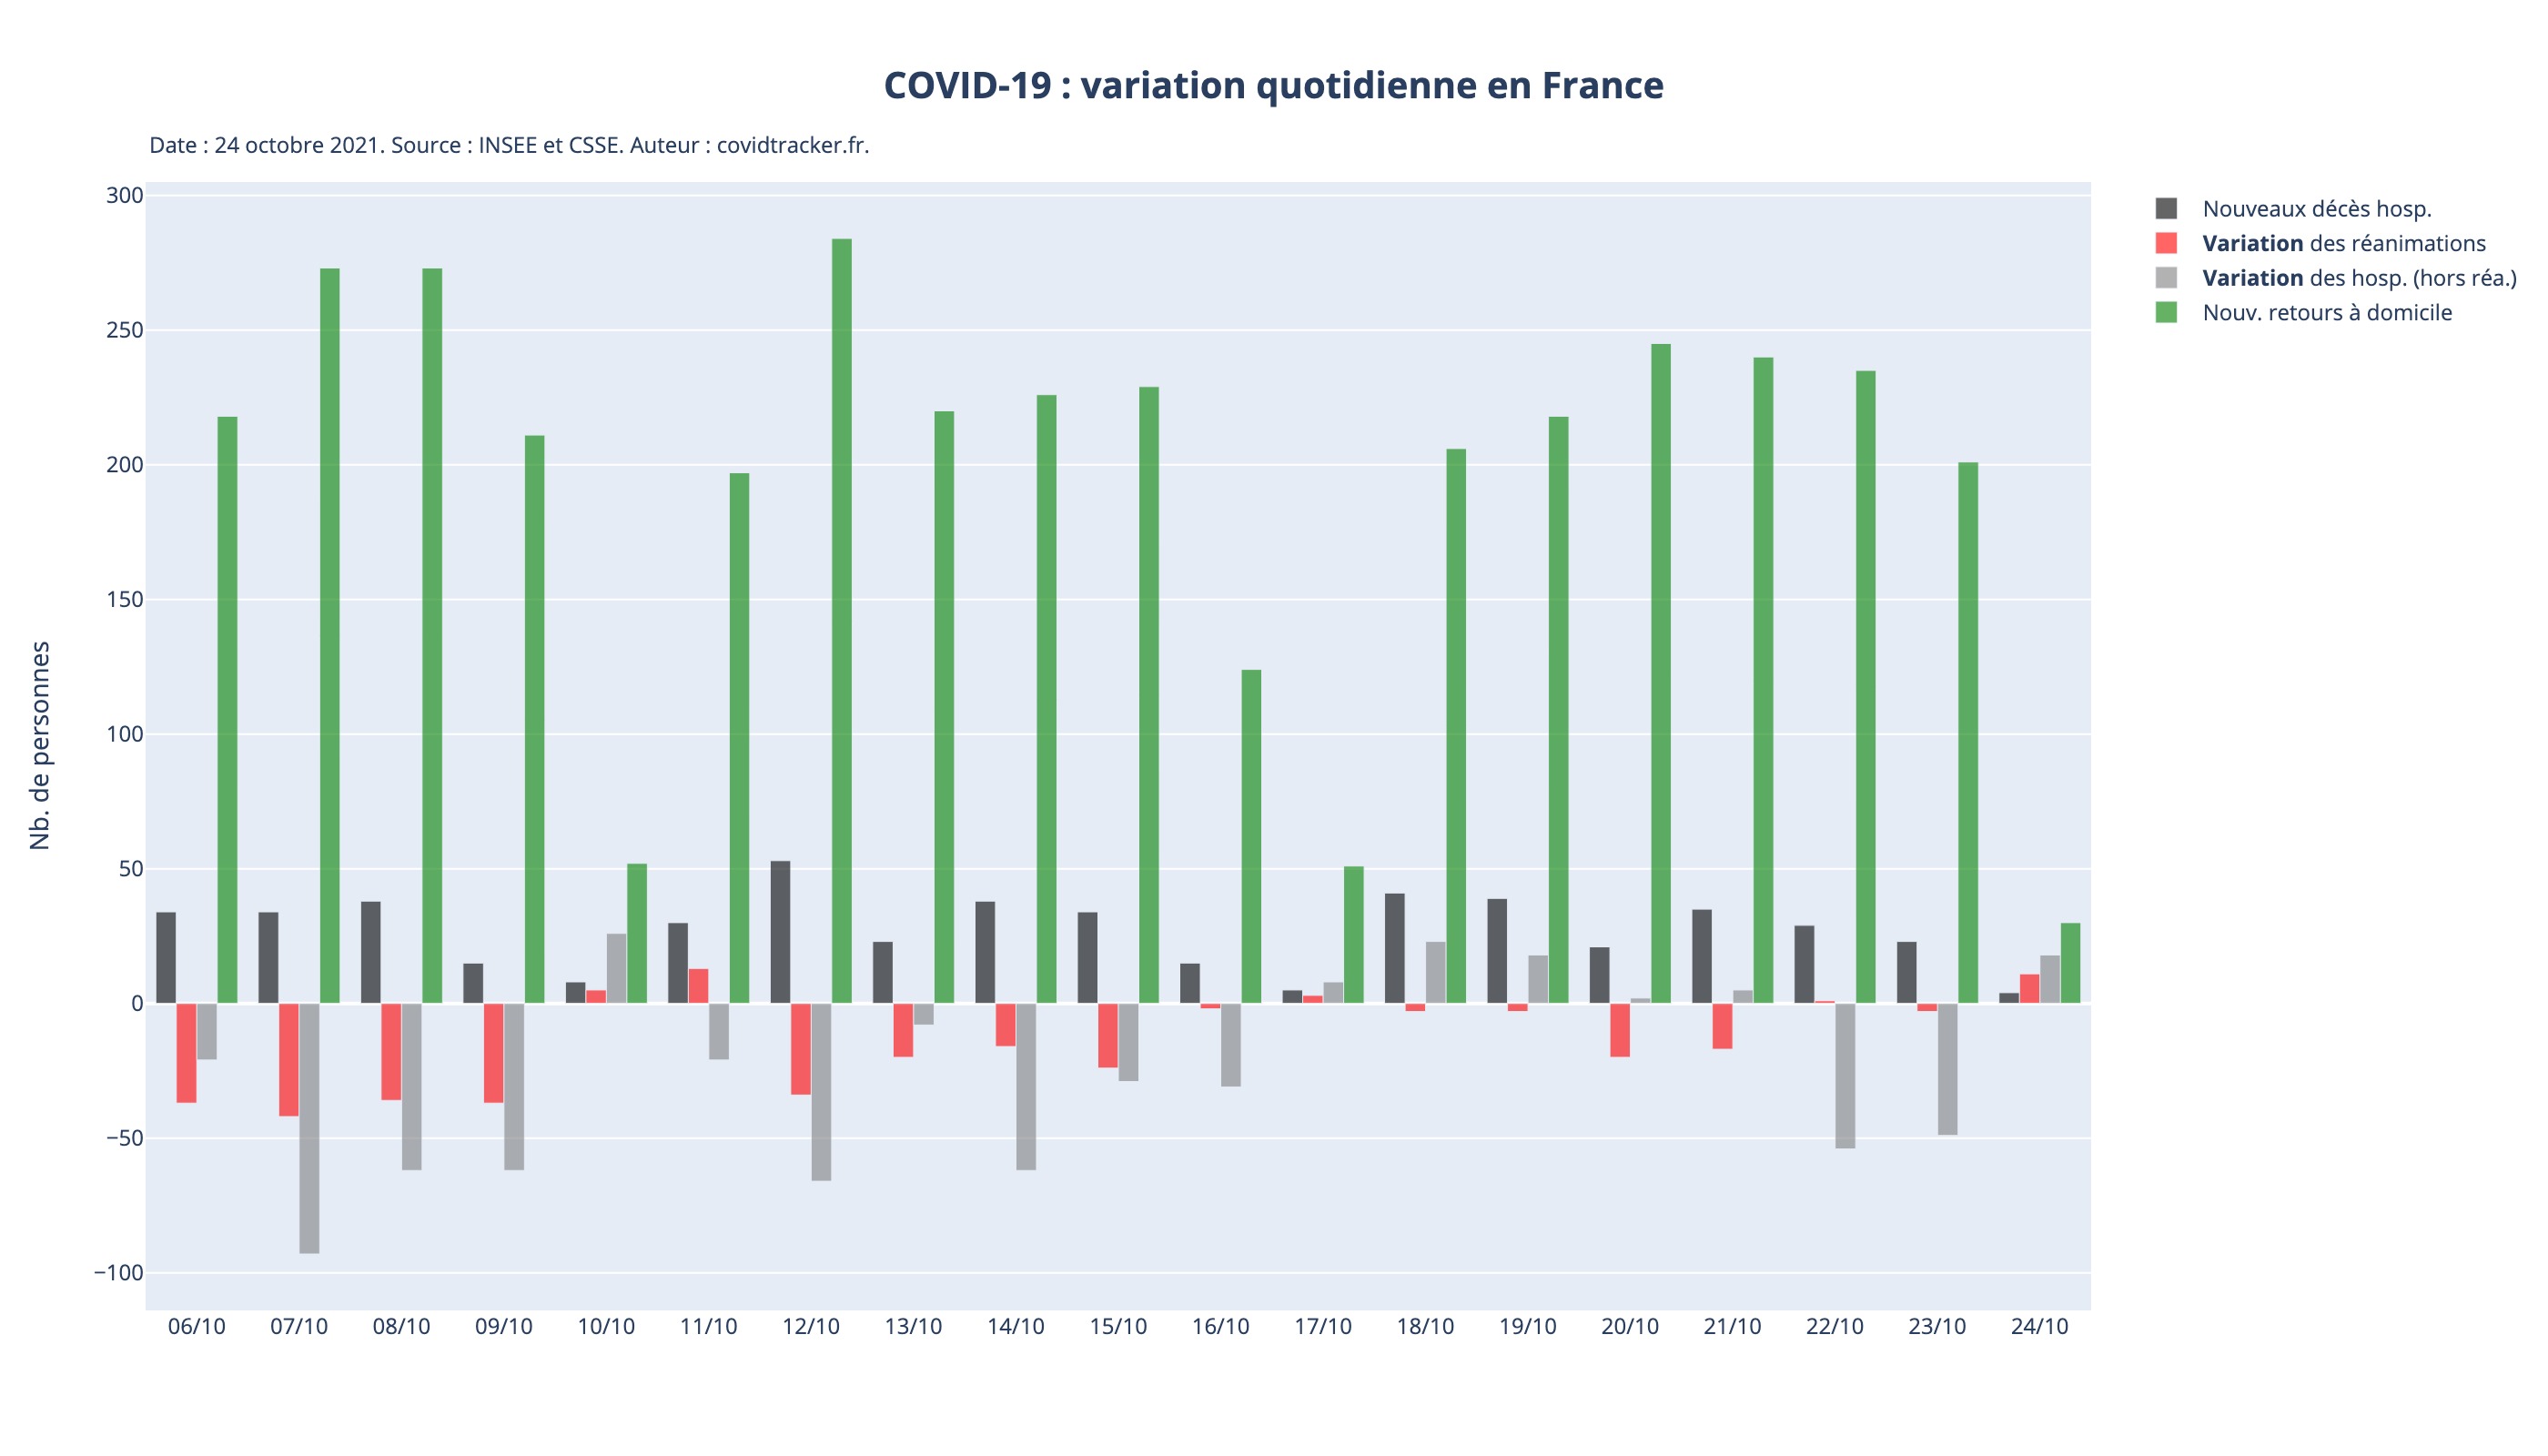 COVID-19 : variation quotidienne en France
Date : 24 octobre 2021. Source : INSEE et CSSE. Auteur : covidtracker.fr.
Nouveaux décès hosp.
Variation des réanimations
Variation des hosp. (hors réa.)
Nouv. retours à domicile
Nb. de personnes
300
250
200
150
100
50
0
−50
−100
06/10 07/10 08/10 09/10 10/10 11/10 12/10 13/10 14/10 15/10 16/10 17/10 18/10 19/10 20/10 21/10 22/10 23/10 24/10